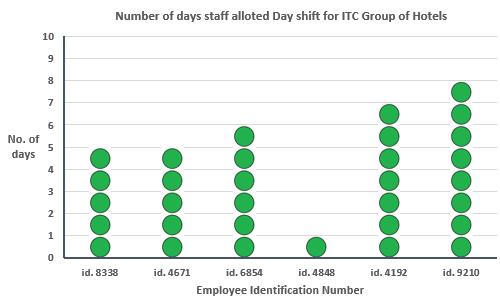 Number of days staff alloted Day shift for ITC Group of Hotels
10
9
8
7
6
5
4
3
2
1
0
No. of
days
id. 8338 id. 4671 id. 6854 id. 4848 id. 4192 id. 9210
Employee Identification Number